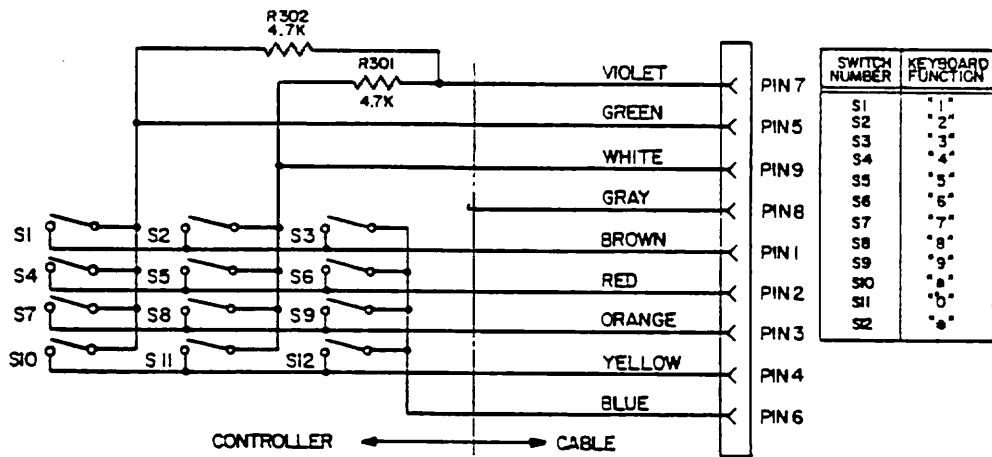 R302
4.7K
R301
4.7K
VIOLET
PIN 7
GREEN
PIN 5
WHITE
PIN 9
GRAY
PIN 8
S1
S2
S3
BROWN
PIN 1
S4
S5
S6
RED
PIN 2
S7
S8
S9
ORANGE
PIN 3
S10
S11
S12
YELLOW
PIN 4
BLUE
PIN 6
CONTROLLER
CABLE
SWITCH NUMBER
KEYBOARD FUNCTION
S1 "1"
S2 "2"
S3 "3"
S4 "4"
S5 "5"
S6 "6"
S7 "7"
S8 "8"
S9 "9"
S10
S11 "0"
S12